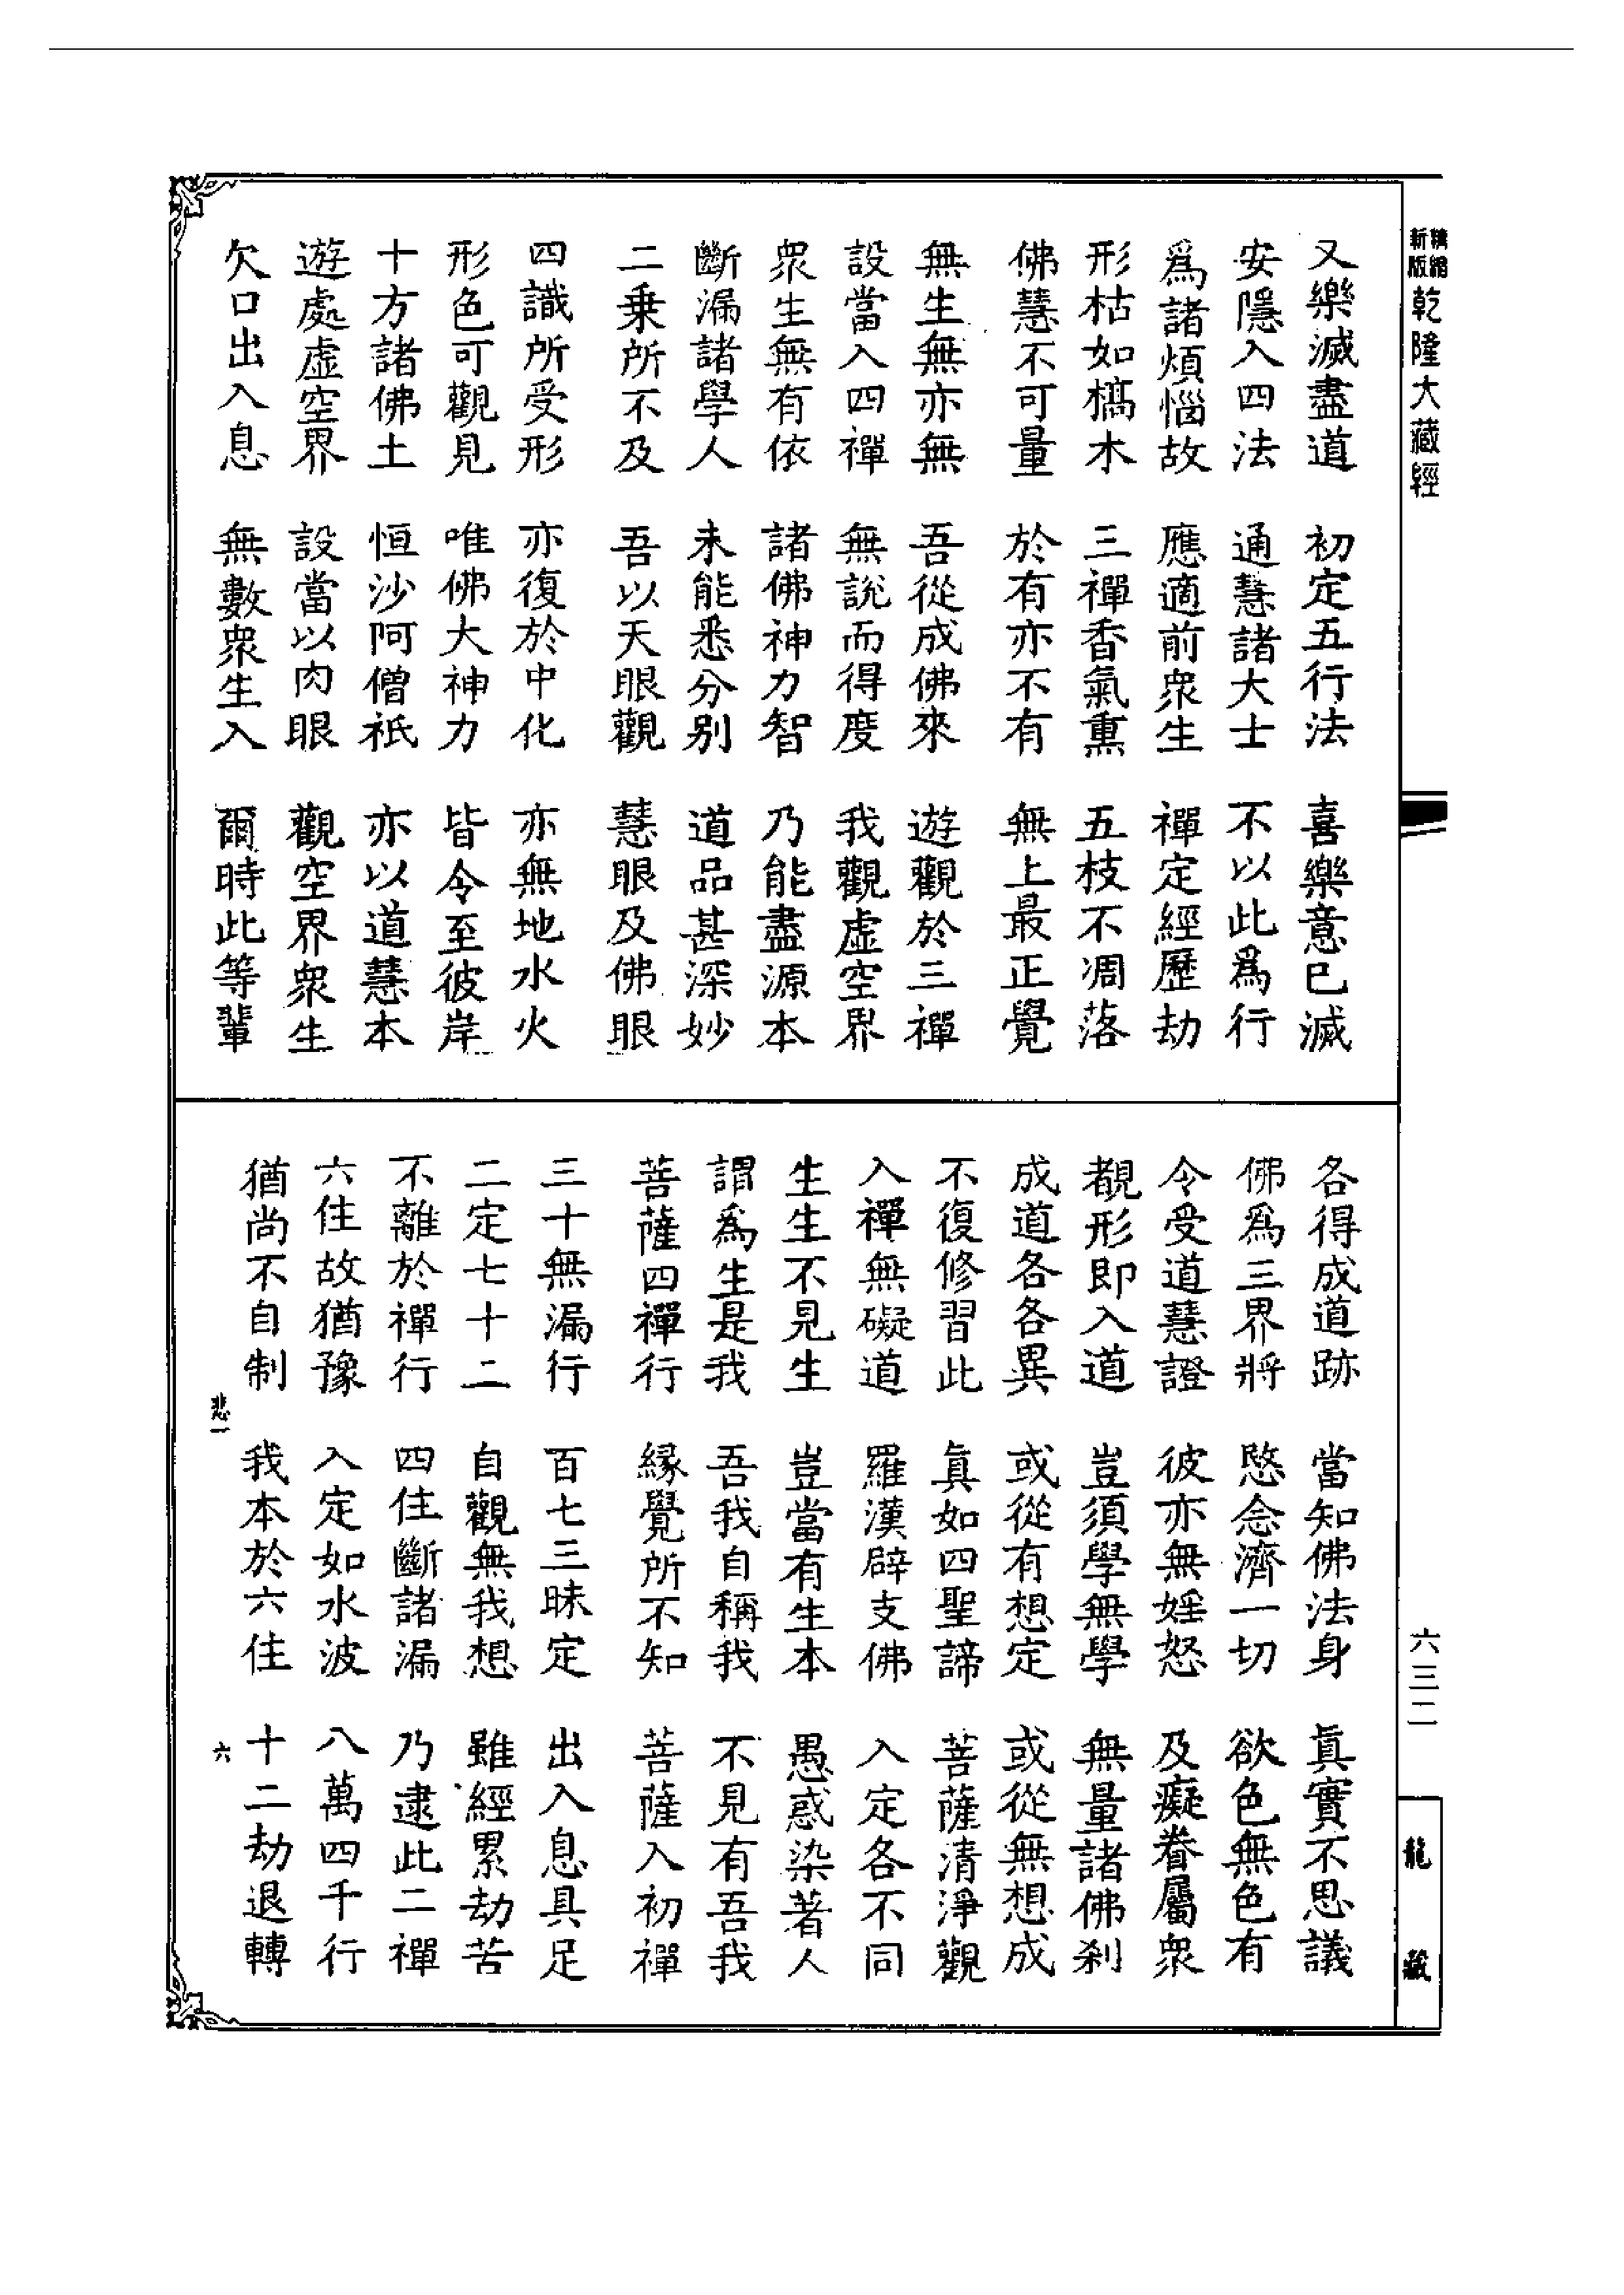 精縮新版乾隆大藏經
又樂滅盡道　初定五行法　喜樂意已滅
安隱入四法　通慧諸大士　不以此爲行
爲諸煩惱故　應適前衆生　禪定經歷劫
形枯如槁木　三禪香氣熏　五枝不凋落
佛慧不可量　於有亦不有　無上最正覺
無生無亦無　吾從成佛來　遊觀於三禪
設當入四禪　無說而得度　我觀虛空界
衆生無有依　諸佛神力智　乃能盡源本
斷漏諸學人　未能悉分別　道品甚深妙
二乗所不及　吾以天眼觀　慧眼及佛眼
四識所受形　亦復於中化　亦無地水火
形色可觀見　唯佛大神力　皆令至彼岸
十方諸佛土　恒沙阿僧祇　亦以道慧本
遊處虛空界　設當以肉眼　觀空界衆生
欠口出入息　無數衆生入　爾時此等輩
各得成道跡　當知佛法身　眞實不思議
佛爲三界將　愍念濟一切　欲色無色有
令受道慧證　彼亦無婬怒　及癡眷屬衆
覩形即入道　豈須學無學　無量諸佛刹
成道各各異　或從有想定　或從無想成
不復修習此　眞如四聖諦　菩薩清淨觀
入禪無礙道　羅漢辟支佛　入定各不同
生生不見生　豈當有生本　愚惑染著人
謂爲生是我　吾我自稱我　不見有吾我
菩薩四禪行　緣覺所不知　菩薩入初禪
三十無漏行　百七三昧定　出入息具足
二定七十二　自觀無我想　雖經累劫苦
不離於禪行　四住斷諸漏　乃逮此二禪
六住故猶豫　入定如水波　八萬四千行
猶尚不自制　我本於六住　十二劫退轉
悲一　六
六三二
龍藏